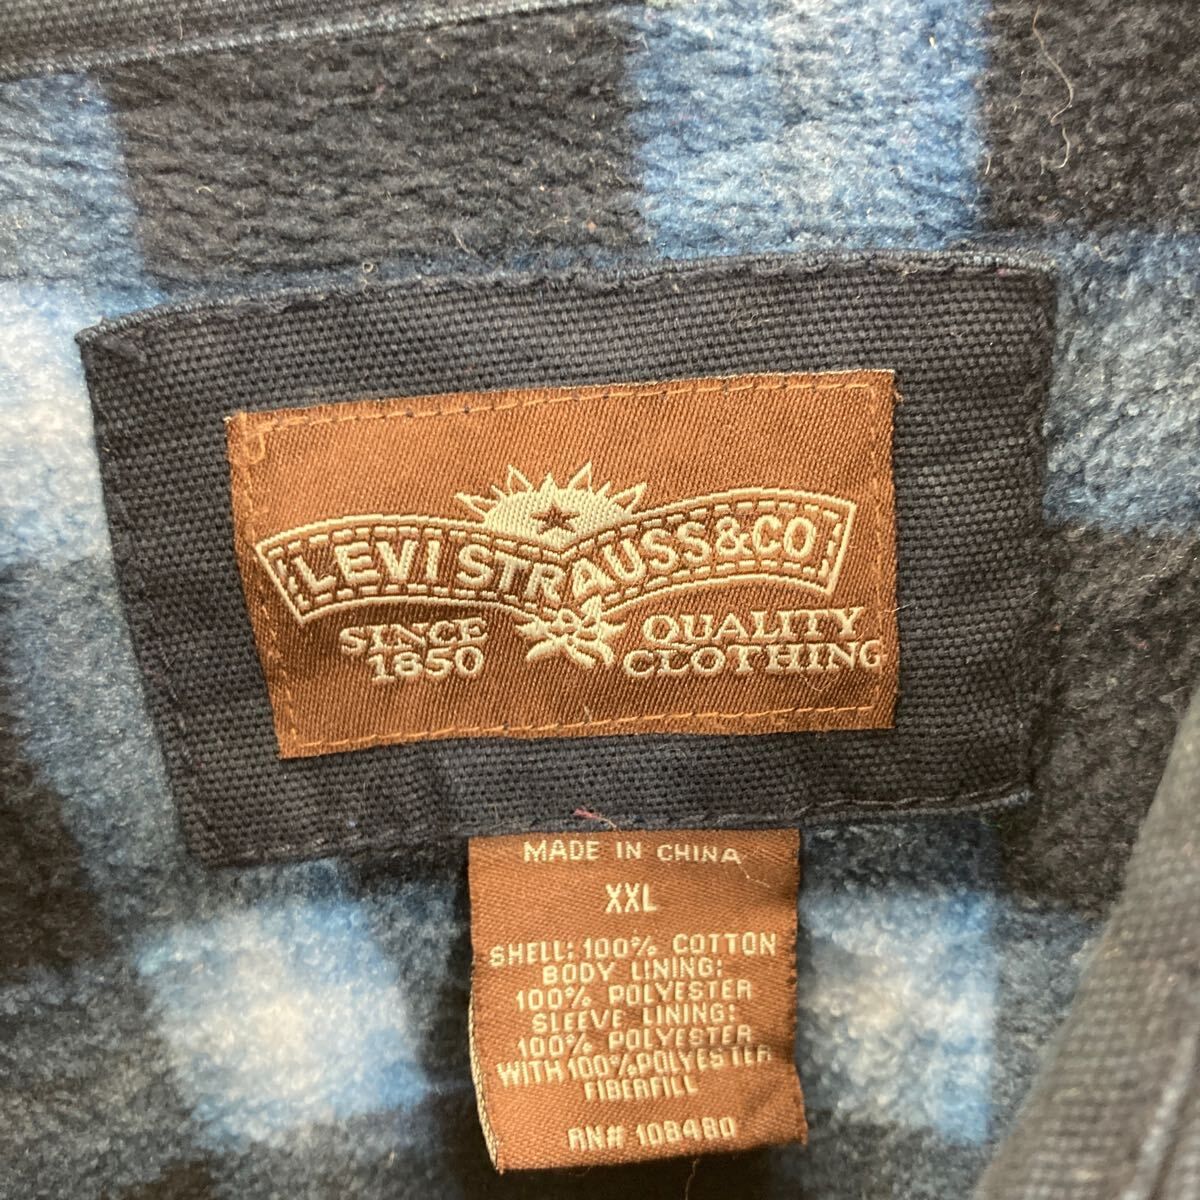 LEVI STRAUSS & CO
SINCE
1850
QUALITY
CLOTHING
MADE IN CHINA
XXL
SHELL: 100% COTTON
BODY LINING:
100% POLYESTER
SLEEVE LINING:
100% POLYESTER
WITH 100% POLYESTER
FIBERFILL
RN# 108480